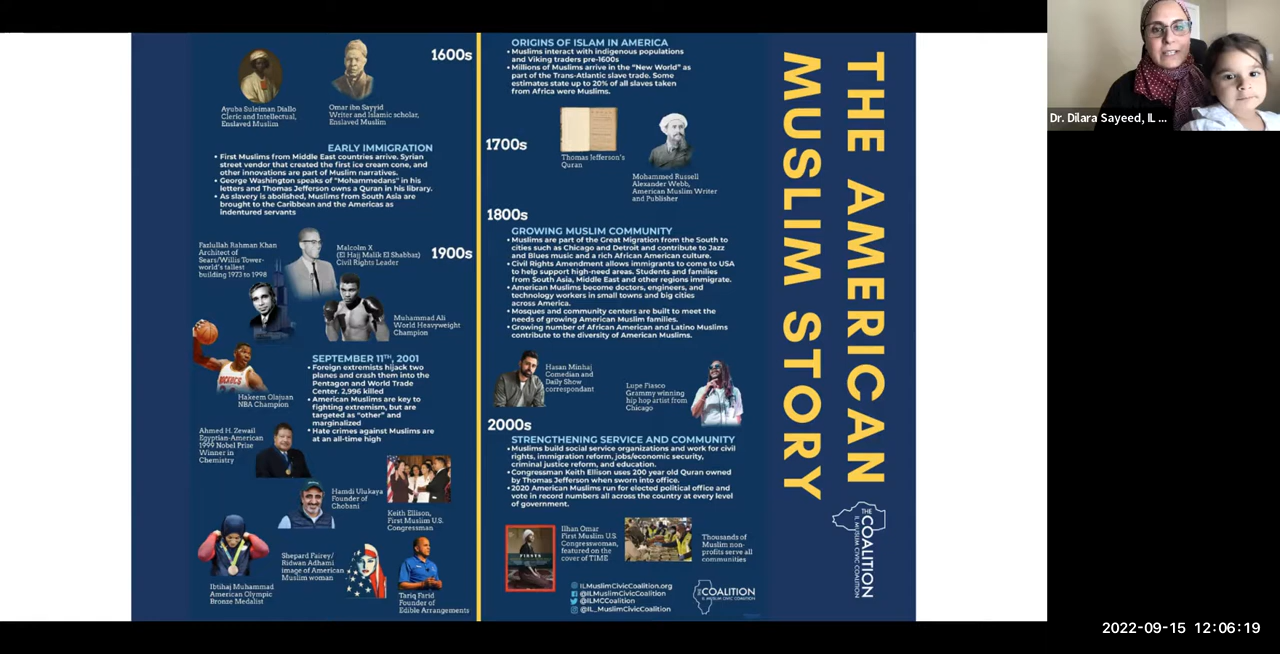 THE AMERICAN
MUSLIM STORY
1600s
Ayuba Suleiman Diallo
Cleric and Intellectual,
Enslaved Muslim
Omar ibn Sayyid
Writer and Islamic scholar,
Enslaved Muslim
ORIGINS OF ISLAM IN AMERICA
• Muslims interact with indigenous populations
and Viking traders pre-1600s
• Millions of Muslims arrive in the "New World" as
part of the Trans-Atlantic slave trade. Some
estimates state up to 20% of all slaves taken
from Africa were Muslims.
EARLY IMMIGRATION
• First Muslims from Middle East countries arrive. Syrian
street vendor that created the first ice cream cone, and
other innovations are part of Muslim narratives.
• George Washington speaks of "Mohammedans" in his
letters and Thomas Jefferson owns a Quran in his library.
• As slavery is abolished, Muslims from South Asia are
brought to the Caribbean and the Americas as
indentured servants
1700s
Thomas Jefferson's
Quran
Mohammed Russell
Alexander Webb,
American Muslim Writer
and Publisher
1800s
GROWING MUSLIM COMMUNITY
• Muslims are part of the Great Migration from the South to
cities such as Chicago and Detroit and contribute to Jazz
and Blues music and a rich African American culture.
• Civil Rights Amendment allows immigrants to come to USA
to help support high-need areas. Students and families
from South Asia, Middle East and other regions immigrate.
• American Muslims become doctors, engineers, and
technology workers in small towns and big cities
across America.
• Mosques and community centers are built to meet the
needs of growing American Muslim families.
• Growing number of African American and Latino Muslims
contribute to the diversity of American Muslims.
1900s
Fazlullah Rahman Khan
Architect of
Sears/Willis Tower-
world's tallest
building 1973 to 1998
Malcolm X
(El Hajj Malik El Shabbaz)
Civil Rights Leader
Muhammad Ali
World Heavyweight
Champion
ROCKETS
Hakeem Olajuan
NBA Champion
SEPTEMBER 11TH, 2001
• Foreign extremists hijack two
planes and crash them into the
Pentagon and World Trade
Center. 2,996 killed
• American Muslims are key to
fighting extremism, but are
targeted as "other" and
marginalized
• Hate crimes against Muslims are
at an all-time high
Hasan Minhaj
Comedian and
Daily Show
correspondant
Lupe Fiasco
Grammy winning
hip hop artist from
Chicago
2000s
STRENGTHENING SERVICE AND COMMUNITY
• Muslims build social service organizations and work for civil
rights, immigration reform, jobs/economic security,
criminal justice reform, and education.
• Congressman Keith Ellison uses 200 year old Quran owned
by Thomas Jefferson when sworn into office.
• 2020 American Muslims run for elected political office and
vote in record numbers all across the country at every level
of government.
Ahmed H. Zewail
Egyptian-American
1999 Nobel Prize
Winner in
Chemistry
Hamdi Ulukaya
Founder of
Chobani
Keith Ellison,
First Muslim U.S.
Congressman
Ibtihaj Muhammad
American Olympic
Bronze Medalist
Shepard Fairey/
Ridwan Adhami
image of American
Muslim woman
Tariq Farid
Founder of
Edible Arrangements
FIRSTS
Ilhan Omar
First Muslim U.S.
Congresswoman,
featured on the
cover of TIME
Thousands of
Muslim non-
profits serve all
communities
ILMuslimCivicCoalition.org
@ILMuslimCivicCoalition
@ILMCCoalition
@IL_MuslimCivicCoalition
THE
COALITION
IL MUSLIM CIVIC COALITION
THE
COALITION
IL MUSLIM CIVIC COALITION
Dr. Dilara Sayeed, IL ...
2022-09-15 12:06:19